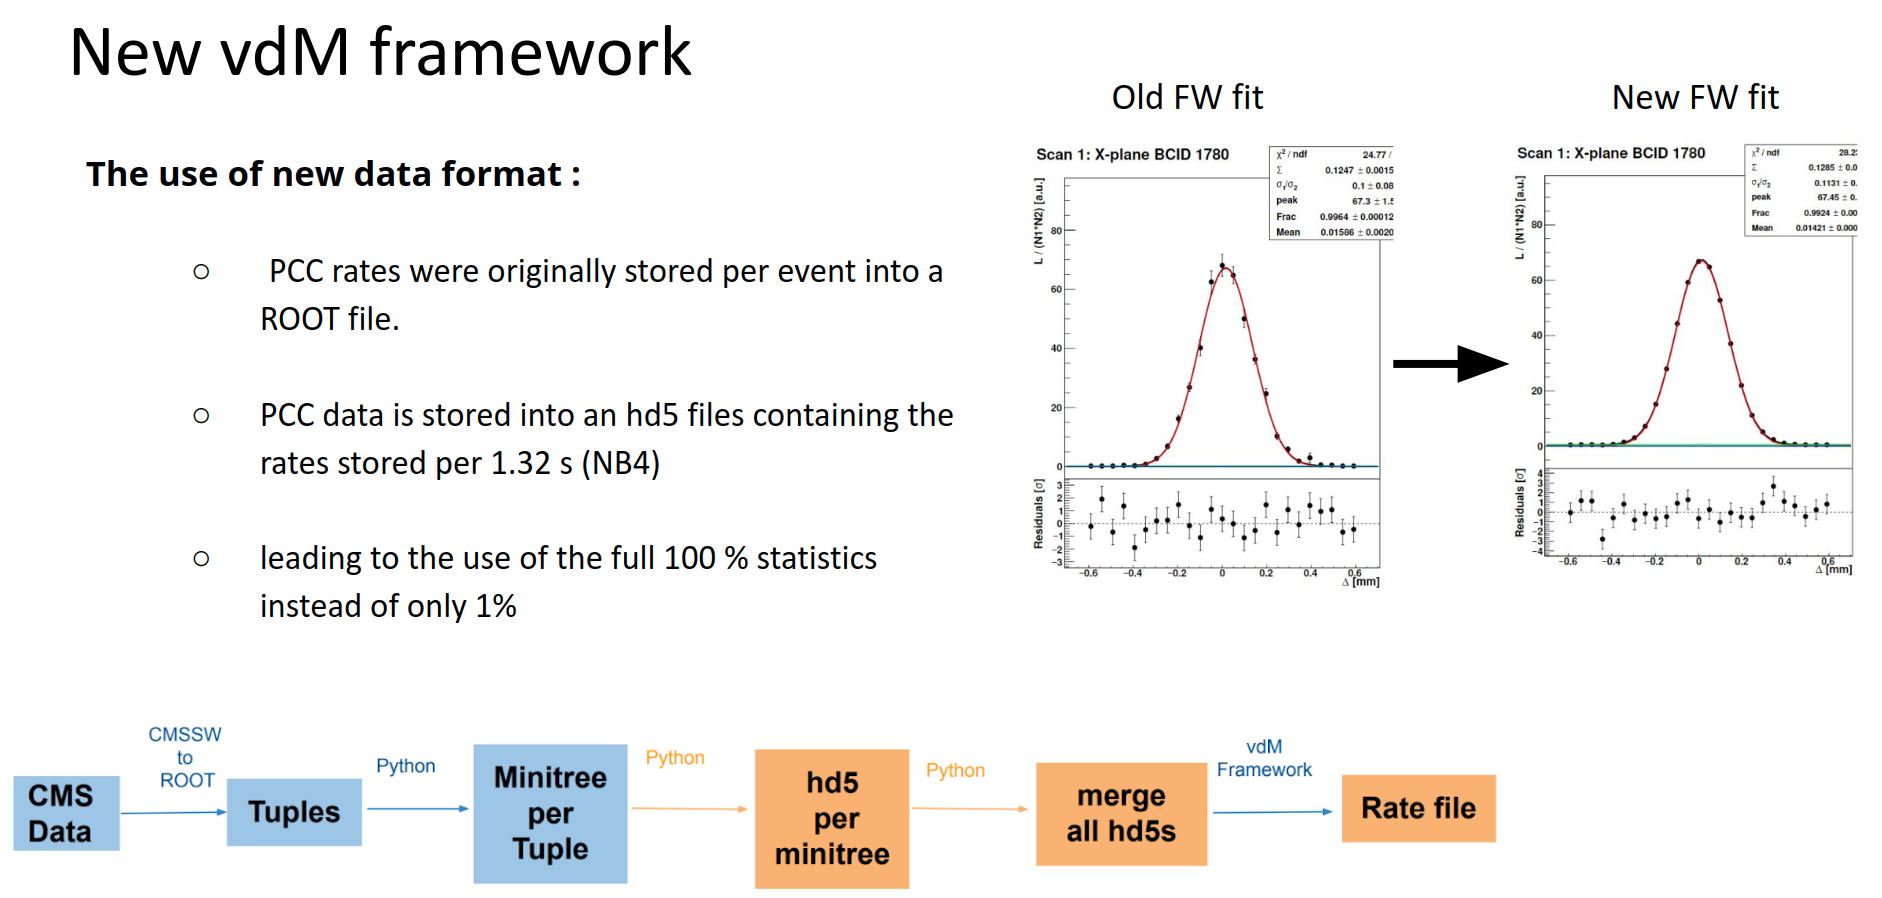 New vdM framework
The use of new data format :
○ PCC rates were originally stored per event into a
ROOT file.
○ PCC data is stored into an hd5 files containing the
rates stored per 1.32 s (NB4)
○ leading to the use of the full 100 % statistics
instead of only 1%
Old FW fit
Scan 1: X-plane BCID 1780
χ² / ndf 24.77 /
Σ 0.1247 ± 0.0015
σ₁/σ₂ 0.1 ± 0.08
peak 67.3 ± 1.5
Frac 0.9964 ± 0.00012
Mean 0.01586 ± 0.0020
L / (N1*N2) [a.u.]
80
60
40
20
0
Residuals [σ]
3
2
1
0
−1
−2
−3
−0.6 −0.4 −0.2 0 0.2 0.4 0.6
Δ [mm]
New FW fit
Scan 1: X-plane BCID 1780
χ² / ndf 28.2
Σ 0.1285 ± 0.0
σ₁/σ₂ 0.1131 ± 0.
peak 67.45 ± 0.
Frac 0.9924 ± 0.00
Mean 0.01421 ± 0.000
L / (N1*N2) [a.u.]
80
60
40
20
0
Residuals [σ]
4
3
2
1
0
−1
−2
−3
−4
−0.6 −0.4 −0.2 0 0.2 0.4 0.6
Δ [mm]
CMS
Data
CMSSW
to
ROOT
Tuples
Python
Minitree
per
Tuple
Python
hd5
per
minitree
Python
merge
all hd5s
vdM
Framework
Rate file